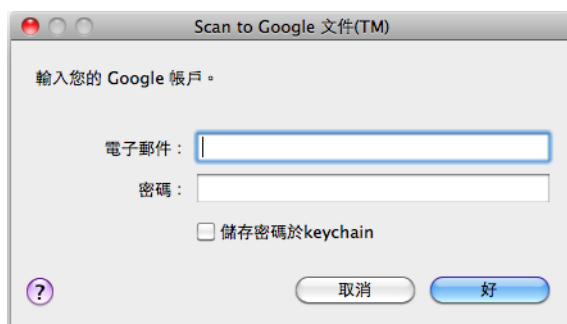 Scan to Google 文件(TM)
輸入您的 Google 帳戶。
電子郵件：
密碼：
儲存密碼於keychain
?
取消
好